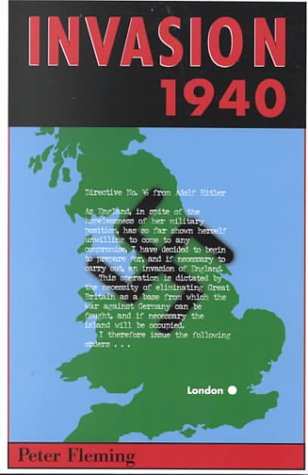 INVASION
1940
Directive No. 16 from Adolf Hitler
As England, in spite of the
hopelessness of her military
position, has so far shown herself
unwilling to come to any
compromise, I have decided to begin
to prepare for, and if necessary to
carry out, an invasion of England.
This operation is dictated by
the necessity of eliminating Great
Britain as a base from which the
war against Germany can be
fought, and if necessary the
island will be occupied.
I therefore issue the following
orders . . .
London
Peter Fleming